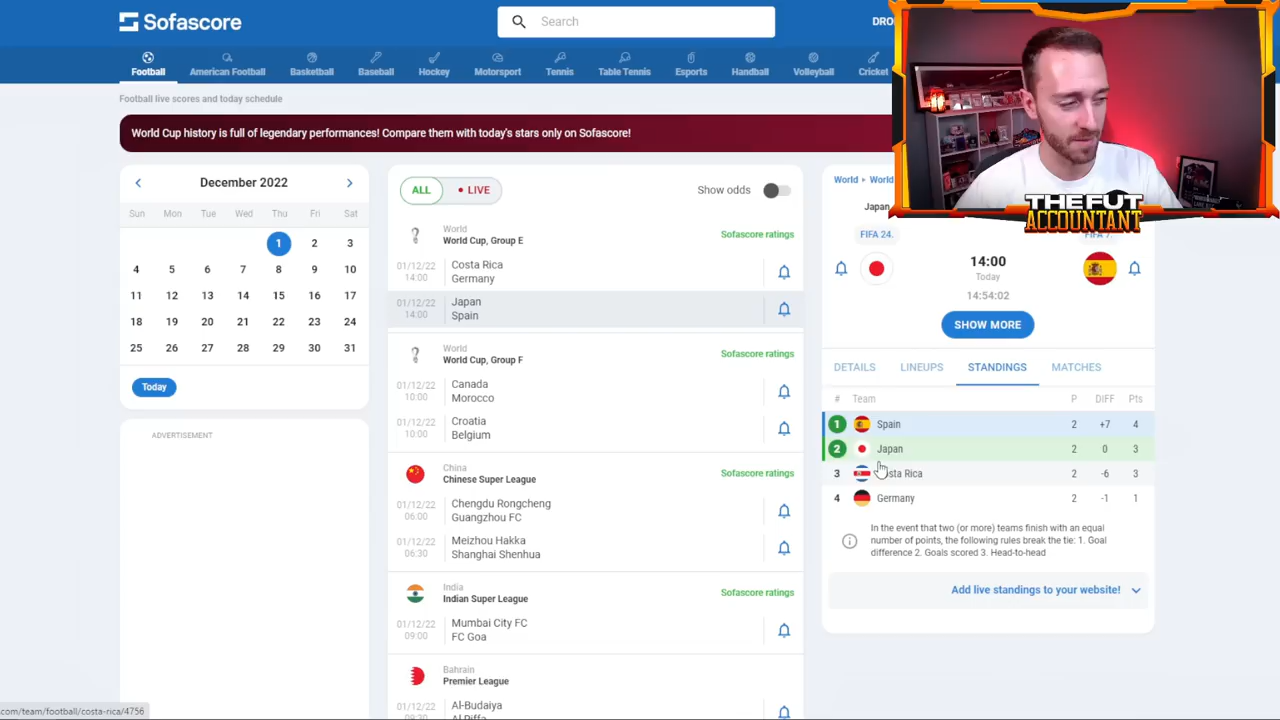 Sofascore
Search
DRO
Football
American Football
Basketball
Baseball
Hockey
Motorsport
Tennis
Table Tennis
Esports
Handball
Volleyball
Cricket
Football live scores and today schedule
World Cup history is full of legendary performances! Compare them with today's stars only on Sofascore!
THE FUT
ACCOUNTANT
December 2022
Sun Mon Tue Wed Thu Fri Sat
1 2 3
4 5 6 7 8 9 10
11 12 13 14 15 16 17
18 19 20 21 22 23 24
25 26 27 28 29 30 31
Today
ADVERTISEMENT
ALL
LIVE
Show odds
World
World Cup, Group E
Sofascore ratings
01/12/22 Costa Rica
14:00 Germany
01/12/22 Japan
14:00 Spain
World
World Cup, Group F
Sofascore ratings
01/12/22 Canada
10:00 Morocco
01/12/22 Croatia
10:00 Belgium
China
Chinese Super League
Sofascore ratings
01/12/22 Chengdu Rongcheng
06:00 Guangzhou FC
01/12/22 Meizhou Hakka
06:30 Shanghai Shenhua
India
Indian Super League
Sofascore ratings
01/12/22 Mumbai City FC
09:00 FC Goa
Bahrain
Premier League
01/12/22 Al-Budaiya
World World
Japan
FIFA 24.
14:00
Today
14:54:02
SHOW MORE
DETAILS LINEUPS STANDINGS MATCHES
# Team P DIFF Pts
1 Spain 2 +7 4
2 Japan 2 0 3
3 Rica 2 -6 3
4 Germany 2 -1 1
In the event that two (or more) teams finish with an equal
number of points, the following rules break the tie: 1. Goal
difference 2. Goals scored 3. Head-to-head
Add live standings to your website!
.com/team/football/costa-rica/4756